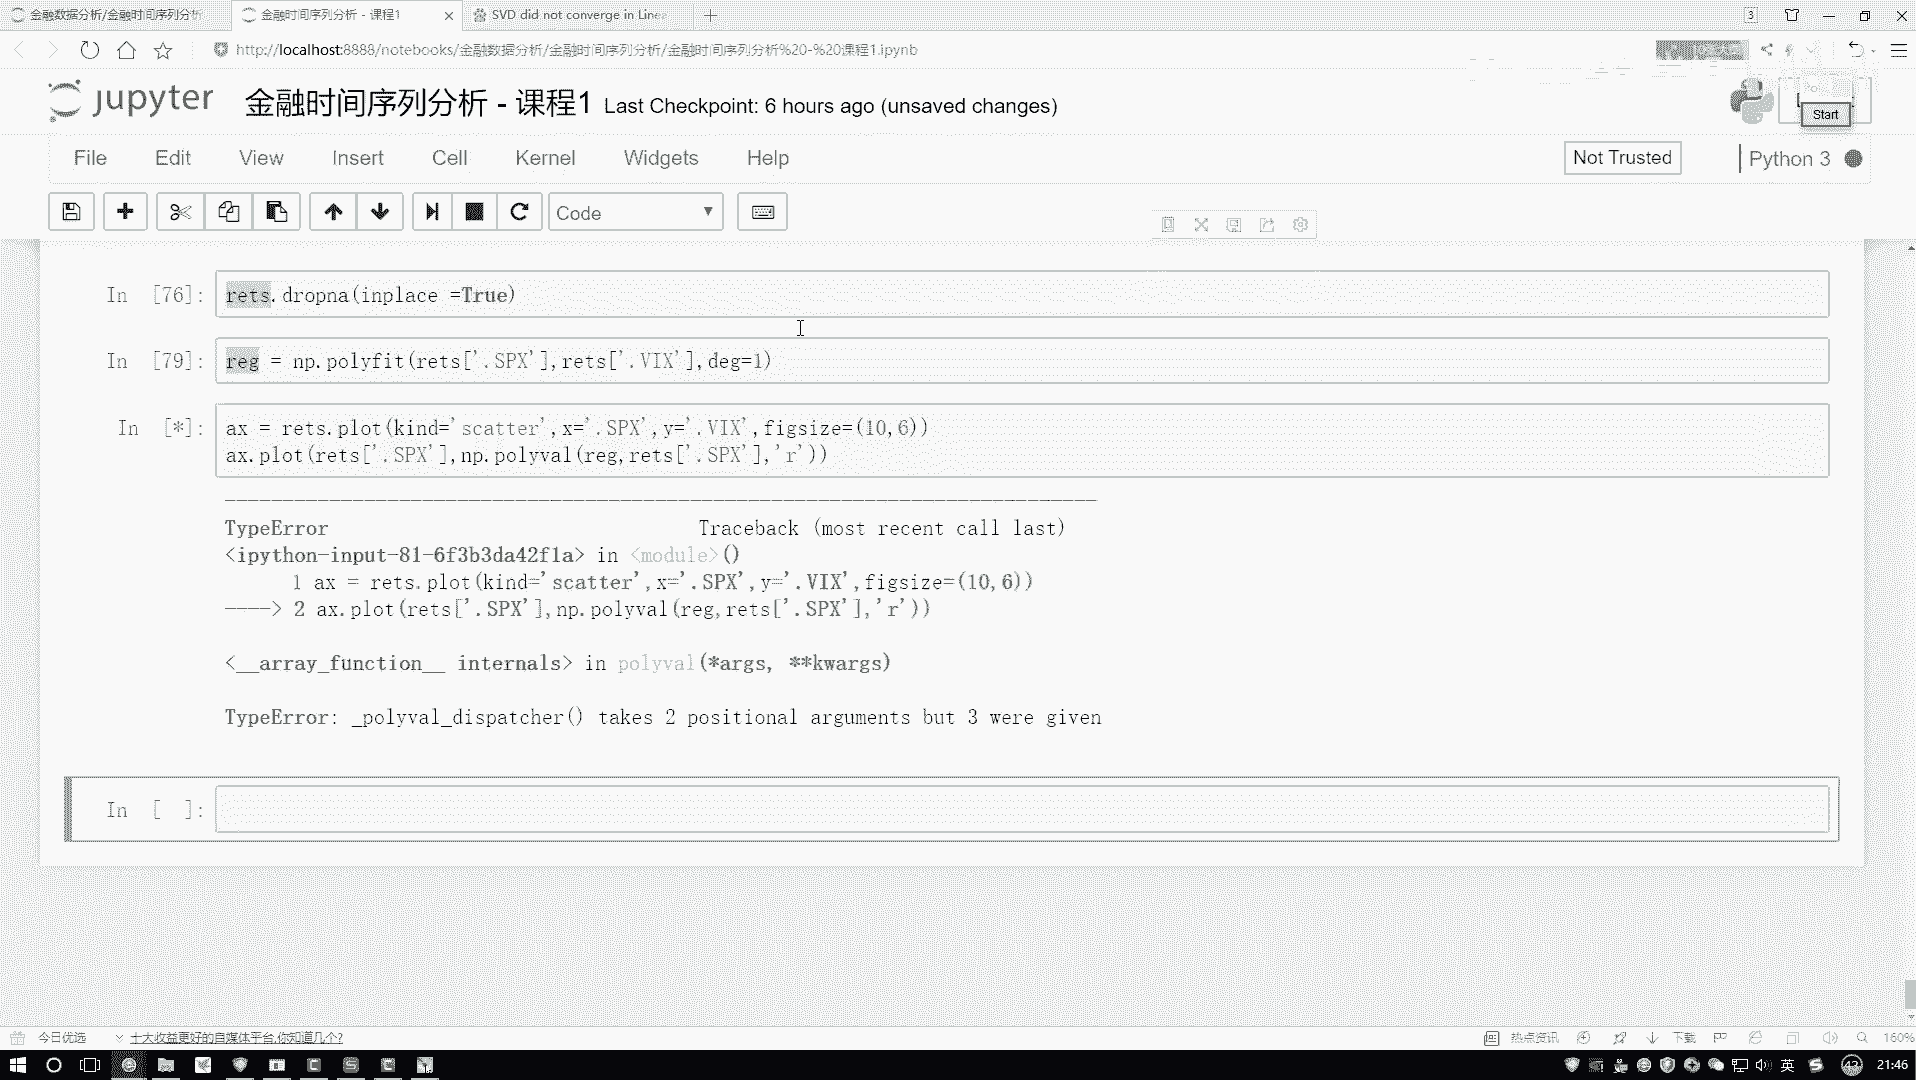 金融数据分析/金融时间序列分析
金融时间序列分析 - 课程1
SVD did not converge in Linea
3
http://localhost:8888/notebooks/金融数据分析/金融时间序列分析/金融时间序列分析%20-%20课程1.ipynb
jupyter 金融时间序列分析 - 课程1 Last Checkpoint: 6 hours ago (unsaved changes)
Start
File Edit View Insert Cell Kernel Widgets Help
Not Trusted Python 3
Code
In [76]: rets.dropna(inplace =True)
In [79]: reg = np.polyfit(rets['.SPX'],rets['.VIX'],deg=1)
In [*]: ax = rets.plot(kind='scatter',x='.SPX',y='.VIX',figsize=(10,6))
ax.plot(rets['.SPX'],np.polyval(reg,rets['.SPX'],'r'))
---------------------------------------------------------------------------
TypeError Traceback (most recent call last)
<ipython-input-81-6f3b3da42f1a> in <module>()
1 ax = rets.plot(kind='scatter',x='.SPX',y='.VIX',figsize=(10,6))
----> 2 ax.plot(rets['.SPX'],np.polyval(reg,rets['.SPX'],'r'))
<__array_function__ internals> in polyval(*args, **kwargs)
TypeError: _polyval_dispatcher() takes 2 positional arguments but 3 were given
In [ ]:
今日优选
十大收益更好的自媒体平台,你知道几个?
热点资讯
下载
160%
英
43
21:46